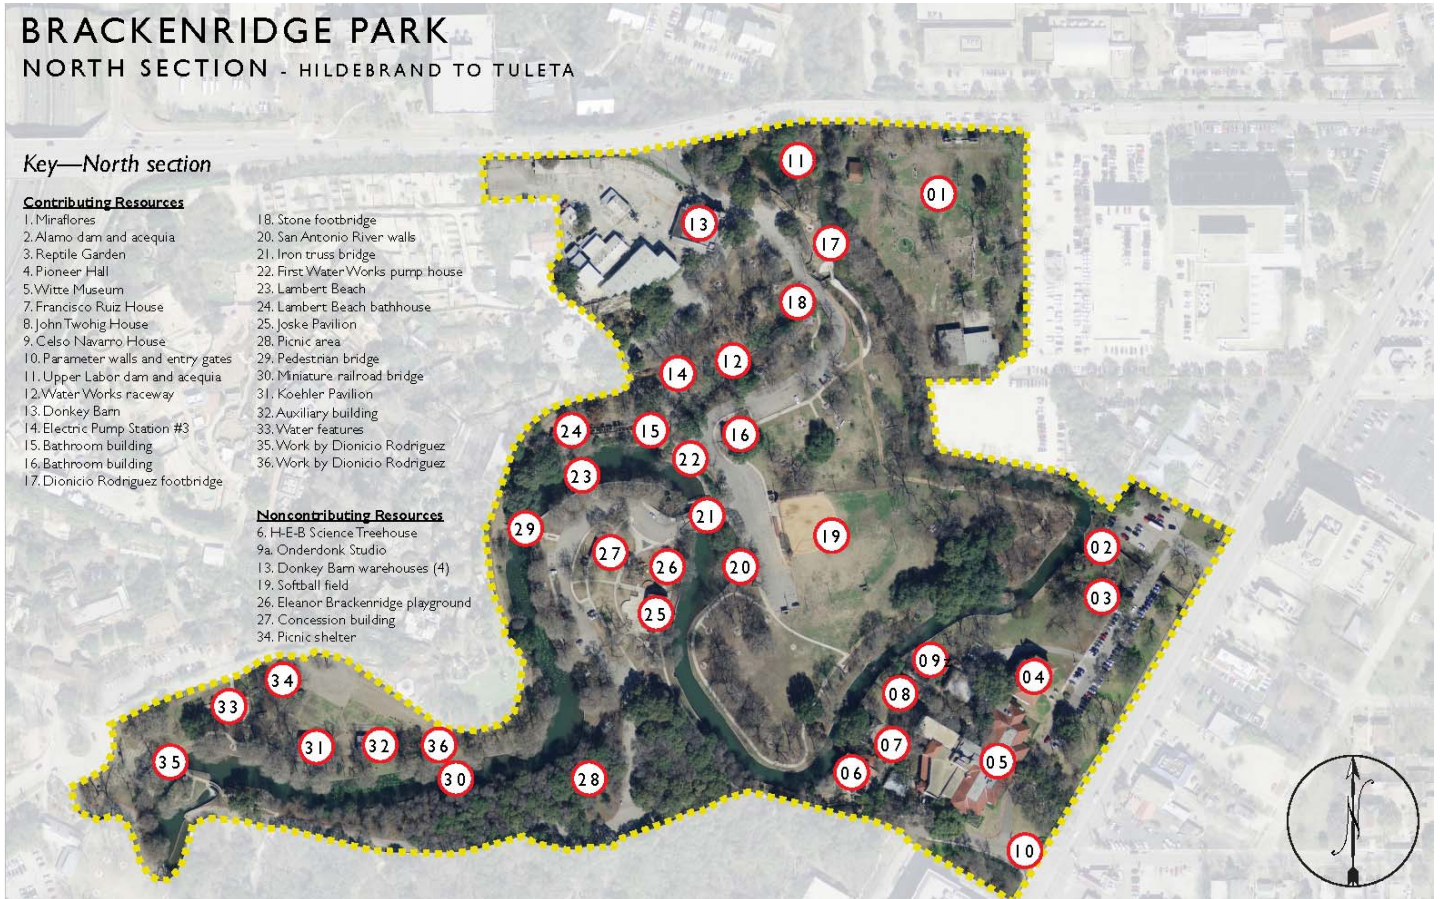 BRACKENRIDGE PARK
NORTH SECTION - HILDEBRAND TO TULETA
Key—North section
Contributing Resources
1. Miraflores
2. Alamo dam and acequia
3. Reptile Garden
4. Pioneer Hall
5. Witte Museum
7. Francisco Ruiz House
8. John Twohig House
9. Celso Navarro House
10. Parameter walls and entry gates
11. Upper Labor dam and acequia
12. Water Works raceway
13. Donkey Barn
14. Electric Pump Station #3
15. Bathroom building
16. Bathroom building
17. Dionicio Rodriguez footbridge
18. Stone footbridge
20. San Antonio River walls
21. Iron truss bridge
22. First Water Works pump house
23. Lambert Beach
24. Lambert Beach bathhouse
25. Joske Pavilion
28. Picnic area
29. Pedestrian bridge
30. Miniature railroad bridge
31. Koehler Pavilion
32. Auxiliary building
33. Water features
35. Work by Dionicio Rodriguez
36. Work by Dionicio Rodriguez
Noncontributing Resources
6. H-E-B Science Treehouse
9a. Onderdonk Studio
13. Donkey Barn warehouses (4)
19. Softball field
26. Eleanor Brackenridge playground
27. Concession building
34. Picnic shelter
11
01
13
17
18
12
14
24
15
16
22
23
21
29
19
27
26
20
25
02
03
09
08
04
07
06
05
10
34
33
31
32
36
35
30
28
N